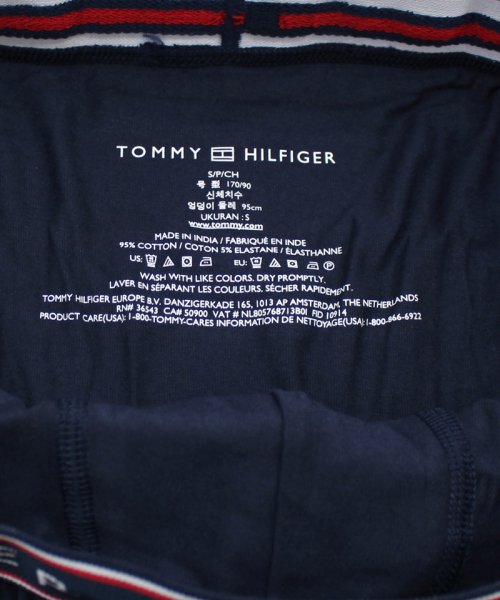 TOMMY HILFIGER
S/P/CH
号 型 170/90
신체치수
엉덩이 둘레 95cm
UKURAN : S
www.tommy.com
MADE IN INDIA / FABRIQUÉ EN INDE
95% COTTON / COTON 5% ELASTANE / ÉLASTHANNE
US: EU:
WASH WITH LIKE COLORS. DRY PROMPTLY.
LAVER EN SÉPARANT LES COULEURS. SÉCHER RAPIDEMENT.
TOMMY HILFIGER EUROPE B.V. DANZIGERKADE 165, 1013 AP AMSTERDAM, THE NETHERLANDS
RN# 36543 CA# 50900 VAT # NL805768713B01 FID 10914
PRODUCT CARE(USA):1-800-TOMMY-CARES INFORMATION DE NETTOYAGE(USA):1-800-866-6922